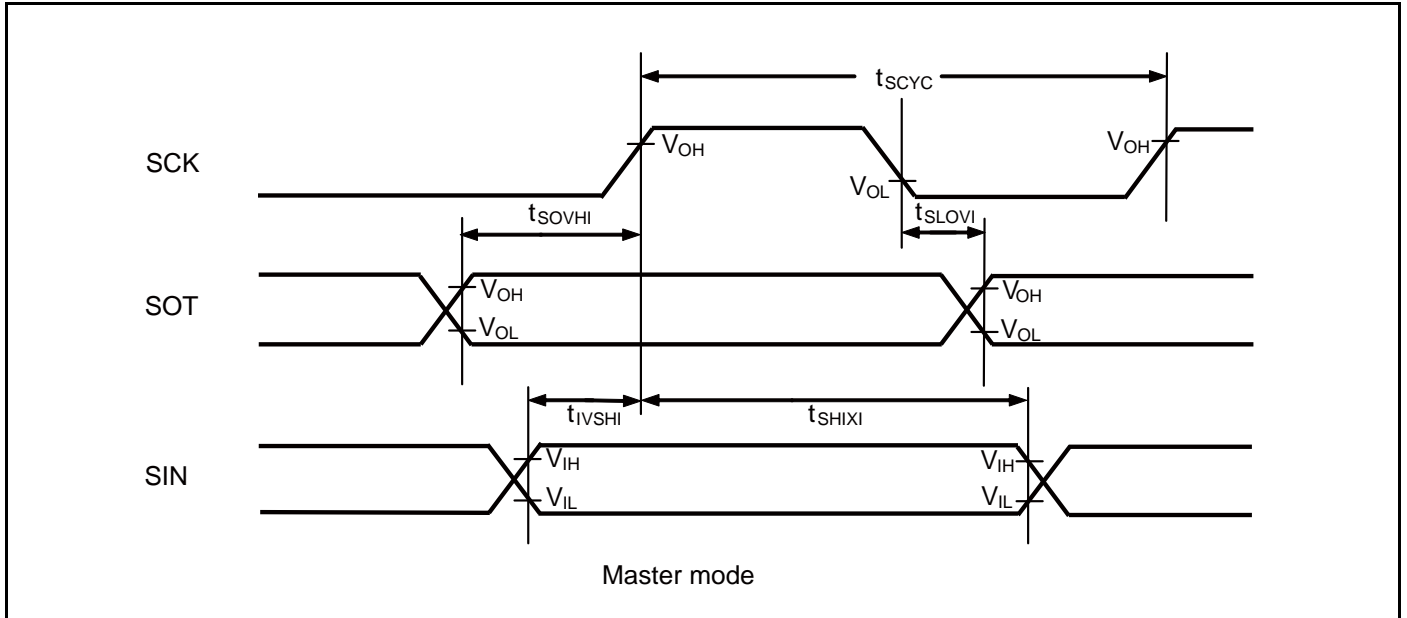 tSCYC
SCK
VOH
VOL
VOH
tSOVHI
tSLOVI
SOT
VOH
VOL
VOH
VOL
tIVSHI
tSHIXI
SIN
VIH
VIL
VIH
VIL
Master mode